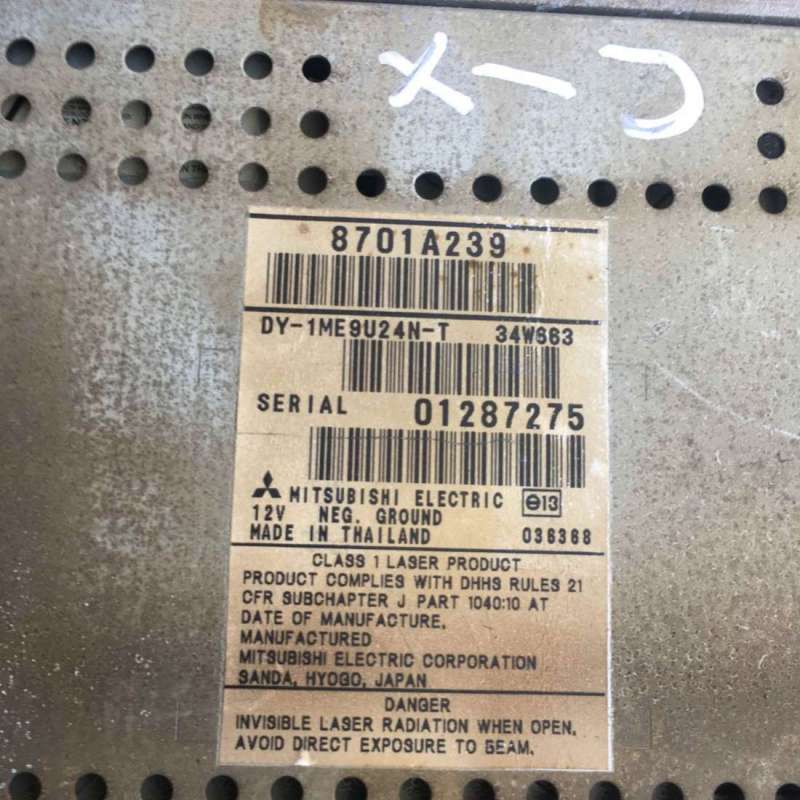 8701A239
DY-1ME9U24N-T 34W663
SERIAL 01287275
MITSUBISHI ELECTRIC e13
12V NEG. GROUND
MADE IN THAILAND 036368
CLASS 1 LASER PRODUCT
PRODUCT COMPLIES WITH DHHS RULES 21
CFR SUBCHAPTER J PART 1040:10 AT
DATE OF MANUFACTURE.
MANUFACTURED
MITSUBISHI ELECTRIC CORPORATION
SANDA, HYOGO, JAPAN
DANGER
INVISIBLE LASER RADIATION WHEN OPEN.
AVOID DIRECT EXPOSURE TO BEAM.